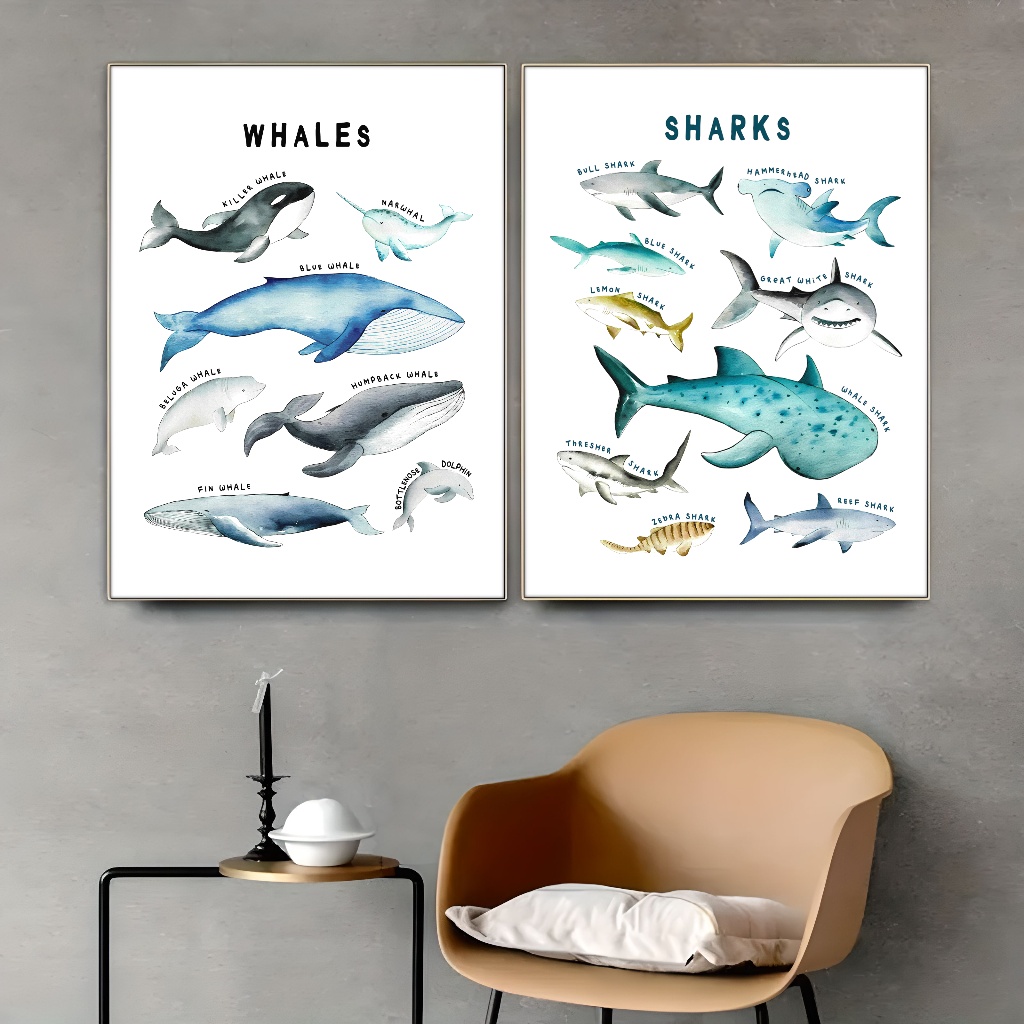 WHALES
KILLER WHALE
NARWHAL
BLUE WHALE
BELUGA WHALE
HUMPBACK WHALE
FIN WHALE
BOTTLENOSE DOLPHIN
SHARKS
BULL SHARK
HAMMERHEAD SHARK
BLUE SHARK
LEMON SHARK
GREAT WHITE SHARK
WHALE SHARK
THRESHER SHARK
ZEBRA SHARK
REEF SHARK